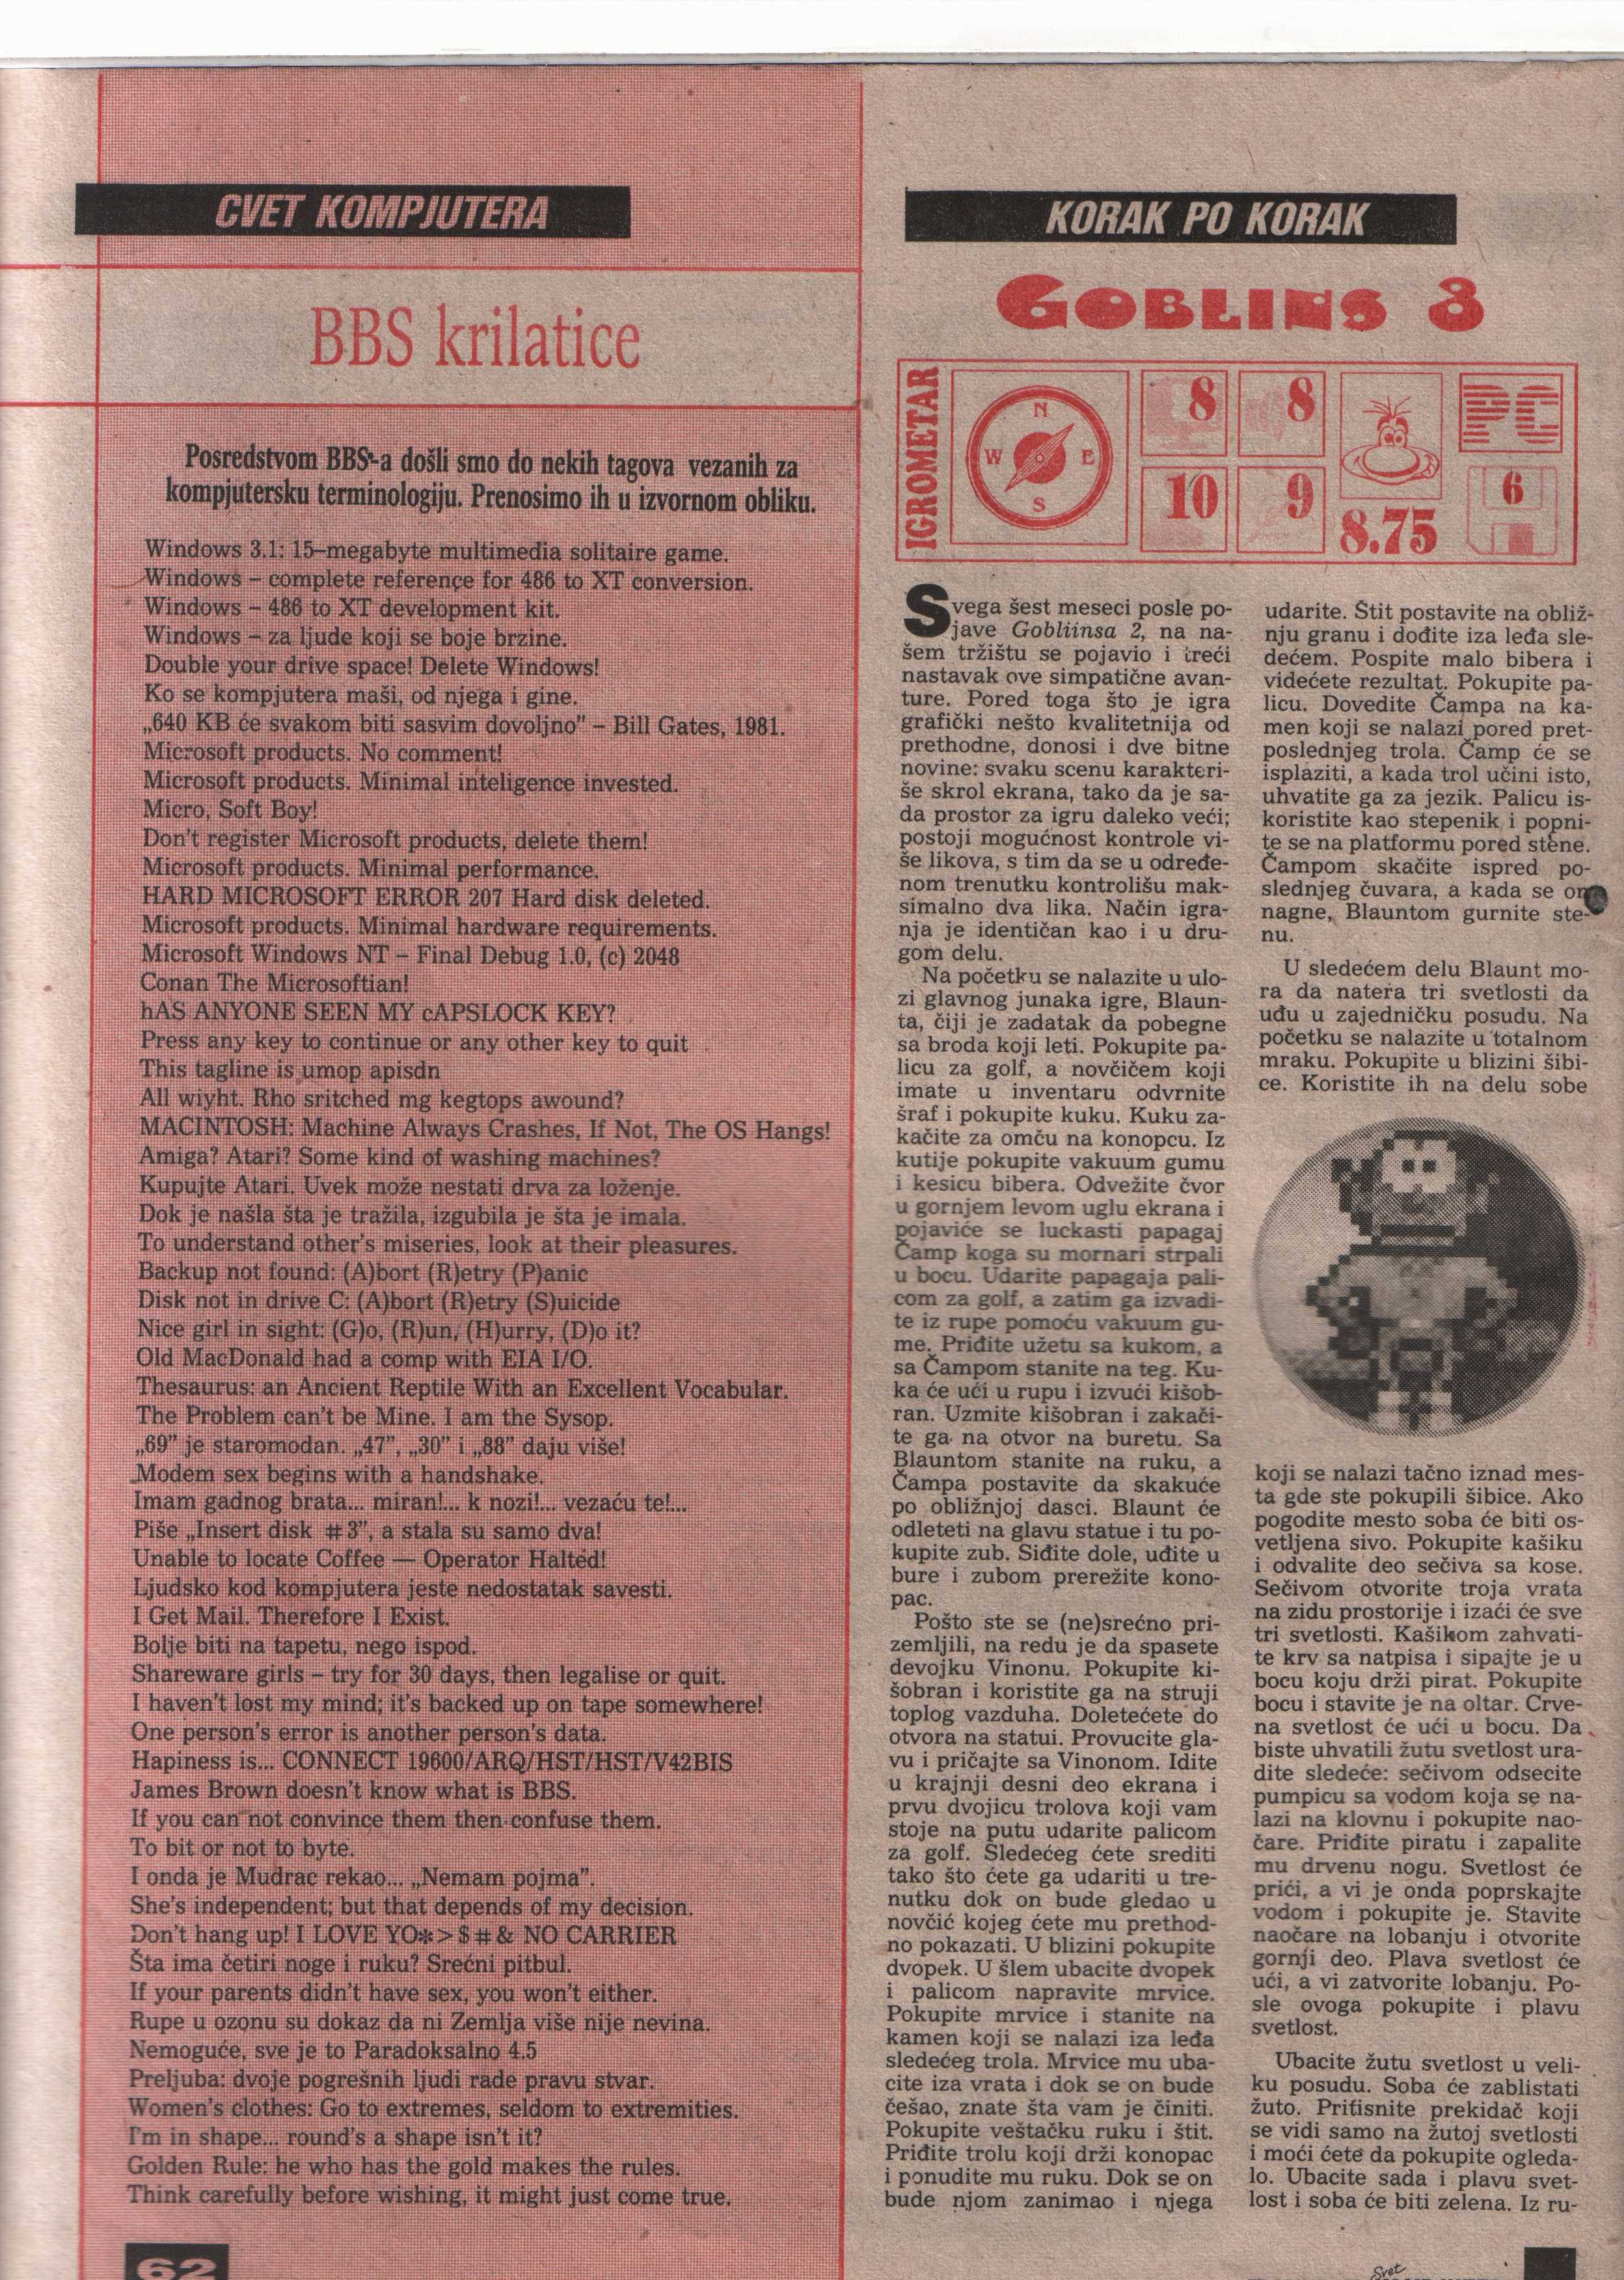 CVET KOMPJUTERA
BBS krilatice
Posredstvom BBS-a došli smo do nekih tagova vezanih za
kompjutersku terminologiju. Prenosimo ih u izvornom obliku.
Windows 3.1: 15–megabyte multimedia solitaire game.
Windows – complete reference for 486 to XT conversion.
Windows – 486 to XT development kit.
Windows – za ljude koji se boje brzine.
Double your drive space! Delete Windows!
Ko se kompjutera maši, od njega i gine.
„640 KB će svakom biti sasvim dovoljno” – Bill Gates, 1981.
Microsoft products. No comment!
Microsoft products. Minimal inteligence invested.
Micro, Soft Boy!
Don't register Microsoft products, delete them!
Microsoft products. Minimal performance.
HARD MICROSOFT ERROR 207 Hard disk deleted.
Microsoft products. Minimal hardware requirements.
Microsoft Windows NT – Final Debug 1.0, (c) 2048
Conan The Microsoftian!
hAS ANYONE SEEN MY cAPSLOCK KEY?
Press any key to continue or any other key to quit
This tagline is umop apisdn
All wiyht. Rho sritched mg kegtops awound?
MACINTOSH: Machine Always Crashes, If Not, The OS Hangs!
Amiga? Atari? Some kind of washing machines?
Kupujte Atari. Uvek može nestati drva za loženje.
Dok je našla šta je tražila, izgubila je šta je imala.
To understand other's miseries, look at their pleasures.
Backup not found: (A)bort (R)etry (P)anic
Disk not in drive C: (A)bort (R)etry (S)uicide
Nice girl in sight: (G)o, (R)un, (H)urry, (D)o it?
Old MacDonald had a comp with EIA I/O.
Thesaurus: an Ancient Reptile With an Excellent Vocabular.
The Problem can't be Mine. I am the Sysop.
„69” je staromodan. „47”, „30” i „88” daju više!
Modem sex begins with a handshake.
Imam gadnog brata... miran!... k nozi!... vezaću te!...
Piše „Insert disk #3”, a stala su samo dva!
Unable to locate Coffee — Operator Halted!
Ljudsko kod kompjutera jeste nedostatak savesti.
I Get Mail. Therefore I Exist.
Bolje biti na tapetu, nego ispod.
Shareware girls – try for 30 days, then legalise or quit.
I haven't lost my mind; it's backed up on tape somewhere!
One person's error is another person's data.
Hapiness is... CONNECT 19600/ARQ/HST/HST/V42BIS
James Brown doesn't know what is BBS.
If you can not convince them then confuse them.
To bit or not to byte.
I onda je Mudrac rekao... „Nemam pojma”.
She's independent; but that depends of my decision.
Don't hang up! I LOVE YO*>$#& NO CARRIER
Šta ima četiri noge i ruku? Srećni pitbul.
If your parents didn't have sex, you won't either.
Rupe u ozonu su dokaz da ni Zemlja više nije nevina.
Nemoguće, sve je to Paradoksalno 4.5
Preljuba: dvoje pogrešnih ljudi rade pravu stvar.
Women's clothes: Go to extremes, seldom to extremities.
I'm in shape... round's a shape isn't it?
Golden Rule: he who has the gold makes the rules.
Think carefully before wishing, it might just come true.
62
KORAK PO KORAK
GOBLINS 3
IGROMETAR
N
W E
S
8 8
10 9
8.75
PC
6
Svega šest meseci posle po-
jave Gobliinsa 2, na na-
šem tržištu se pojavio i treći
nastavak ove simpatične avan-
ture. Pored toga što je igra
grafički nešto kvalitetnija od
prethodne, donosi i dve bitne
novine: svaku scenu karakteri-
še skrol ekrana, tako da je sa-
da prostor za igru daleko veći;
postoji mogućnost kontrole vi-
še likova, s tim da se u određe-
nom trenutku kontrolišu mak-
simalno dva lika. Način igra-
nja je identičan kao i u dru-
gom delu.
Na početku se nalazite u ulo-
zi glavnog junaka igre, Blaun-
ta, čiji je zadatak da pobegne
sa broda koji leti. Pokupite pa-
licu za golf, a novčićem koji
imate u inventaru odvrnite
šraf i pokupite kuku. Kuku za-
kačite za omču na konopcu. Iz
kutije pokupite vakuum gumu
i kesicu bibera. Odvežite čvor
u gornjem levom uglu ekrana i
pojaviće se luckasti papagaj
Čamp koga su mornari strpali
u bocu. Udarite papagaja pali-
com za golf, a zatim ga izvadi-
te iz rupe pomoću vakuum gu-
me. Priđite užetu sa kukom, a
sa Čampom stanite na teg. Ku-
ka će ući u rupu i izvući kišob-
ran. Uzmite kišobran i zakači-
te ga na otvor na buretu. Sa
Blauntom stanite na ruku, a
Čampa postavite da skakuće
po obližnjoj dasci. Blaunt će
odleteti na glavu statue i tu po-
kupite zub. Siđite dole, uđite u
bure i zubom prerežite kono-
pac.
Pošto ste se (ne)srećno pri-
zemljili, na redu je da spasete
devojku Vinonu. Pokupite ki-
šobran i koristite ga na struji
toplog vazduha. Doletećete do
otvora na statui. Provucite gla-
vu i pričajte sa Vinonom. Idite
u krajnji desni deo ekrana i
prvu dvojicu trolova koji vam
stoje na putu udarite palicom
za golf. Sledećeg ćete srediti
tako što ćete ga udariti u tre-
nutku dok on bude gledao u
novčić kojeg ćete mu prethod-
no pokazati. U blizini pokupite
dvopek. U šlem ubacite dvopek
i palicom napravite mrvice.
Pokupite mrvice i stanite na
kamen koji se nalazi iza leđa
sledećeg trola. Mrvice mu uba-
cite iza vrata i dok se on bude
češao, znate šta vam je činiti.
Pokupite veštačku ruku i štit.
Priđite trolu koji drži konopac
i ponudite mu ruku. Dok se on
bude njom zanimao i njega
udarite. Štit postavite na obliž-
nju granu i dođite iza leđa sle-
dećem. Pospite malo bibera i
videćete rezultat. Pokupite pa-
licu. Dovedite Čampa na ka-
men koji se nalazi pored pret-
poslednjeg trola. Čamp će se
isplaziti, a kada trol učini isto,
uhvatite ga za jezik. Palicu is-
koristite kao stepenik i popni-
te se na platformu pored stene.
Čampom skačite ispred po-
slednjeg čuvara, a kada se on
nagne, Blauntom gurnite ste-
nu.
U sledećem delu Blaunt mo-
ra da natera tri svetlosti da
uđu u zajedničku posudu. Na
početku se nalazite u totalnom
mraku. Pokupite u blizini šibi-
ce. Koristite ih na delu sobe
koji se nalazi tačno iznad mes-
ta gde ste pokupili šibice. Ako
pogodite mesto soba će biti os-
vetljena sivo. Pokupite kašiku
i odvalite deo sečiva sa kose.
Sečivom otvorite troja vrata
na zidu prostorije i izaći će sve
tri svetlosti. Kašikom zahvati-
te krv sa natpisa i sipajte je u
bocu koju drži pirat. Pokupite
bocu i stavite je na oltar. Crve-
na svetlost će ući u bocu. Da
biste uhvatili žutu svetlost ura-
dite sledeće: sečivom odsecite
pumpicu sa vodom koja se na-
lazi na klovnu i pokupite nao-
čare. Priđite piratu i zapalite
mu drvenu nogu. Svetlost će
prići, a vi je onda poprskajte
vodom i pokupite je. Stavite
naočare na lobanju i otvorite
gornji deo. Plava svetlost će
ući, a vi zatvorite lobanju. Po-
sle ovoga pokupite i plavu
svetlost.
Ubacite žutu svetlost u veli-
ku posudu. Soba će zablistati
žuto. Pritisnite prekidač koji
se vidi samo na žutoj svetlosti
i moći ćete da pokupite ogleda-
lo. Ubacite sada i plavu svet-
lost i soba će biti zelena. Iz ru-
Svet